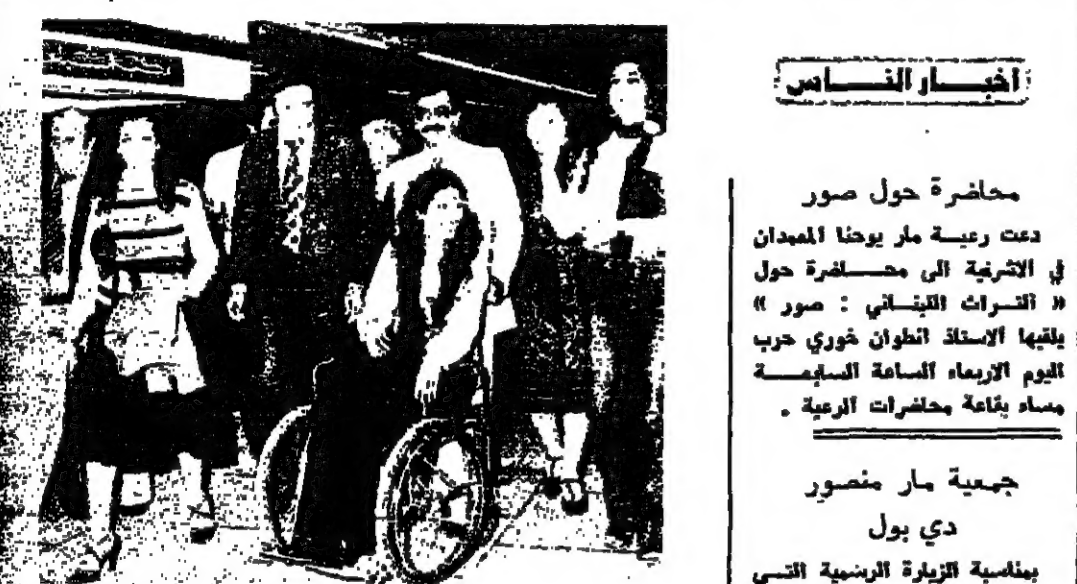 اخبار الناس
محاضرة حول صور
دعت رعية مار يوحنا المعمدان
في الاشرفية الى محاضرة حول
« التراث اللبناني : صور »
يلقيها الاستاذ انطوان خوري حرب
اليوم الاربعاء الساعة السابعة
مساء بقاعة محاضرات الرعية .
جمعية مار منصور
دي بول
بمناسبة الزيارة الرسمية التي